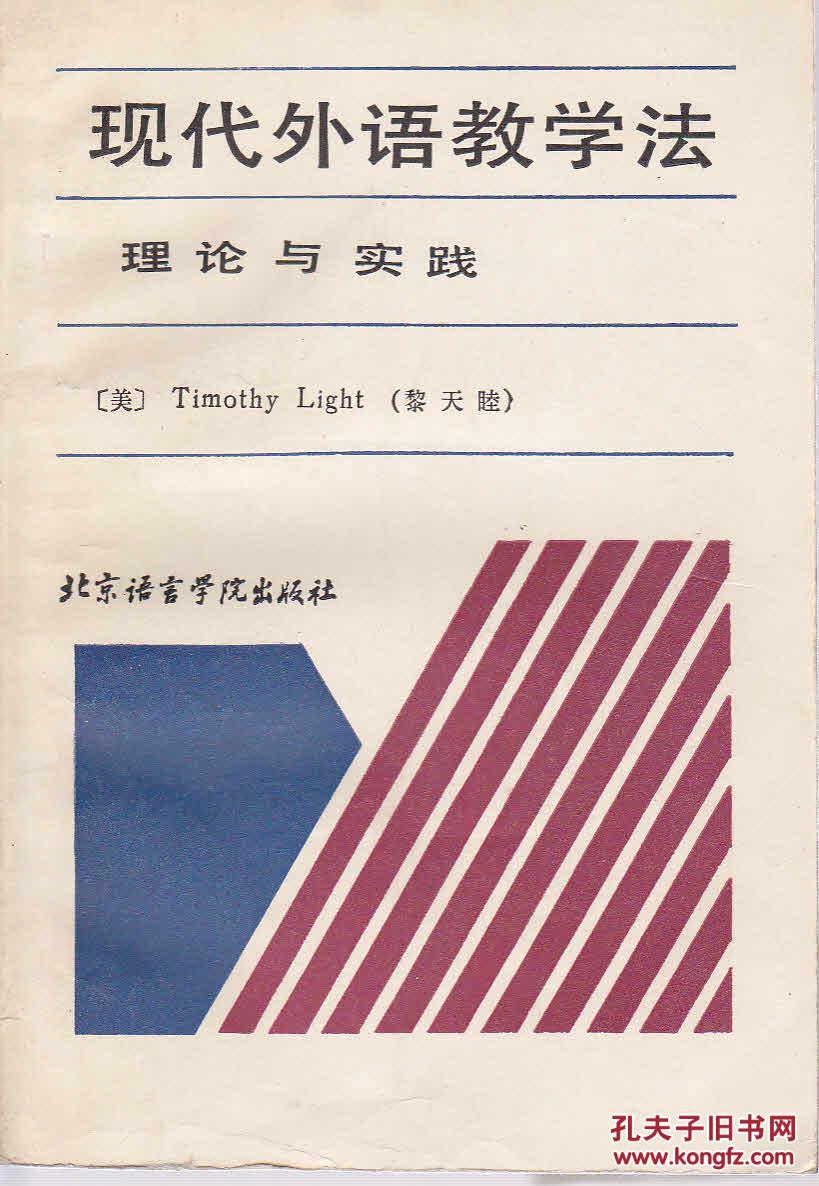 现代外语教学法
理论与实践
〔美〕 Timothy Light (黎天睦)
北京语言学院出版社
孔夫子旧书网
www.kongfz.com